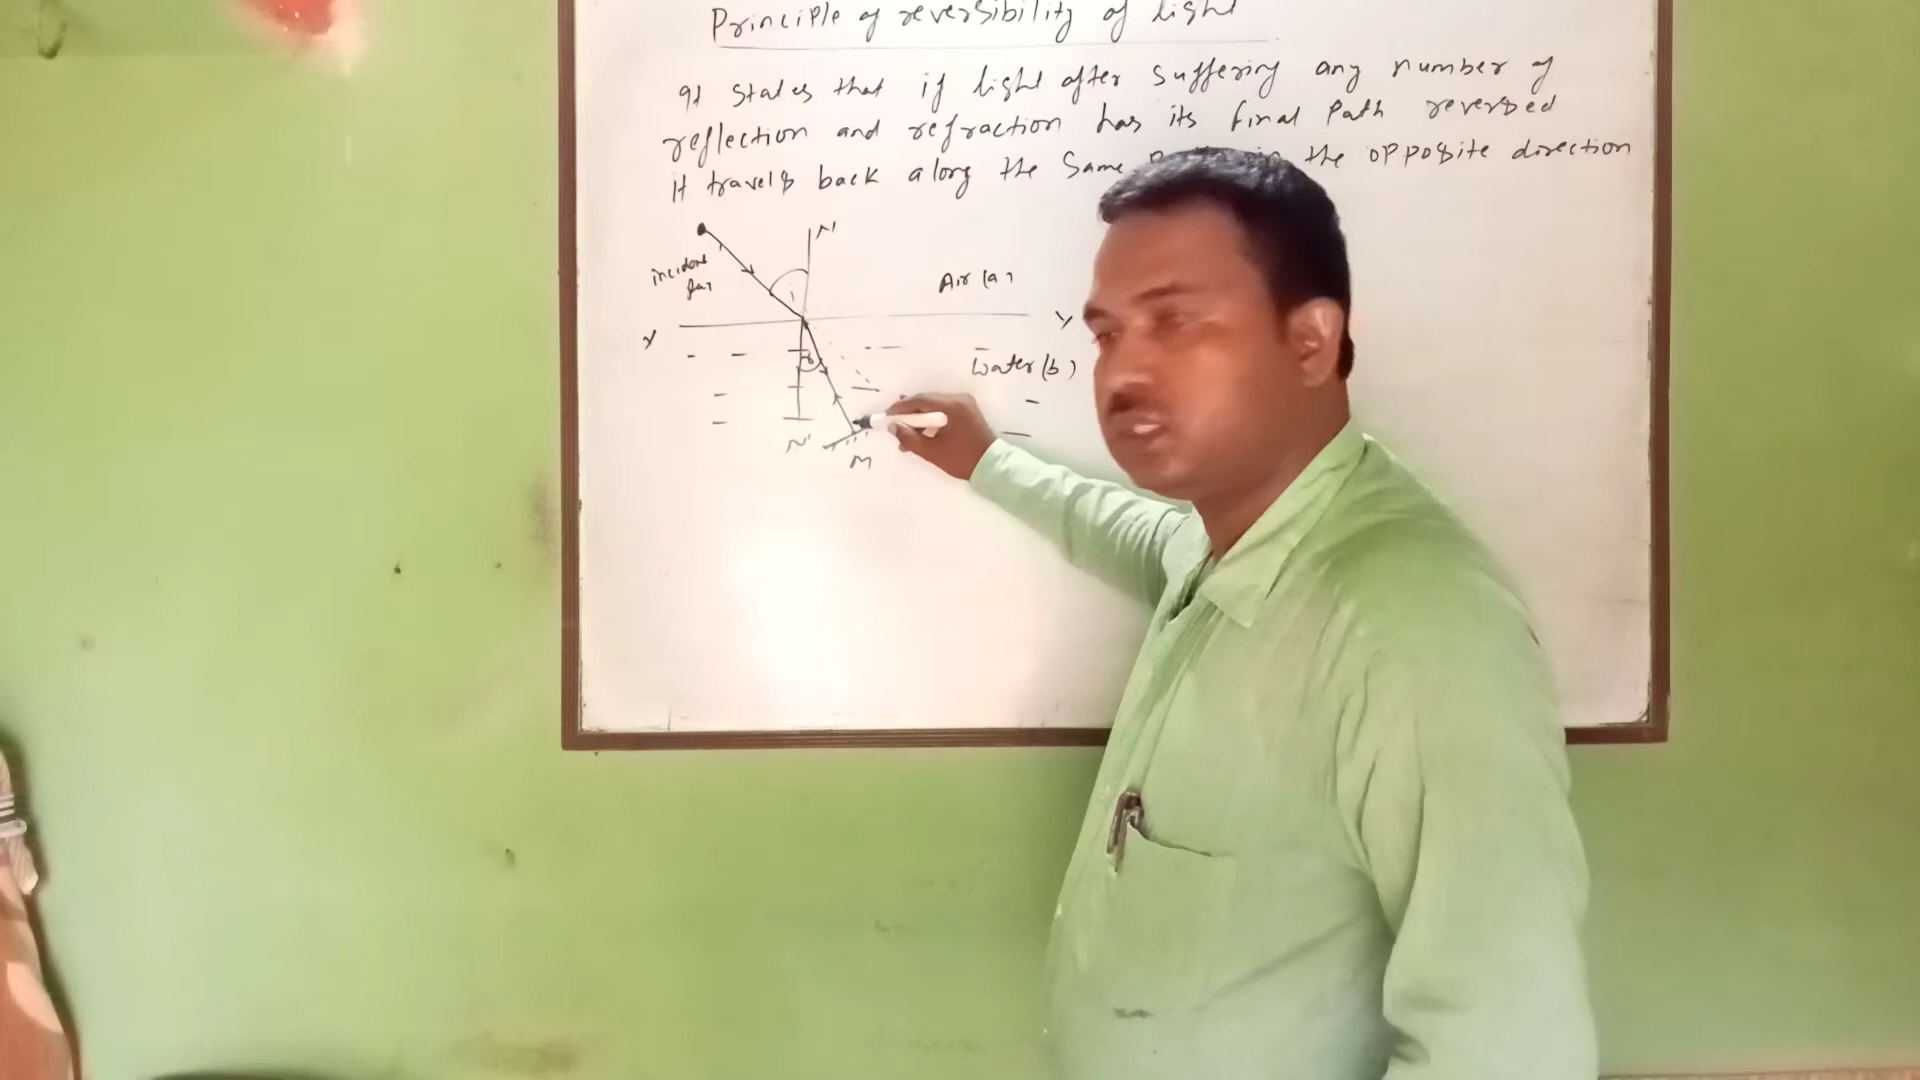 Principle of reversibility of light
It states that if light after suffering any number of
reflection and refraction has its final Path reversed
it travels back along the Same in the opposite direction
N
incident
i
Air (a)
X
Y
Water (b)
N'
M